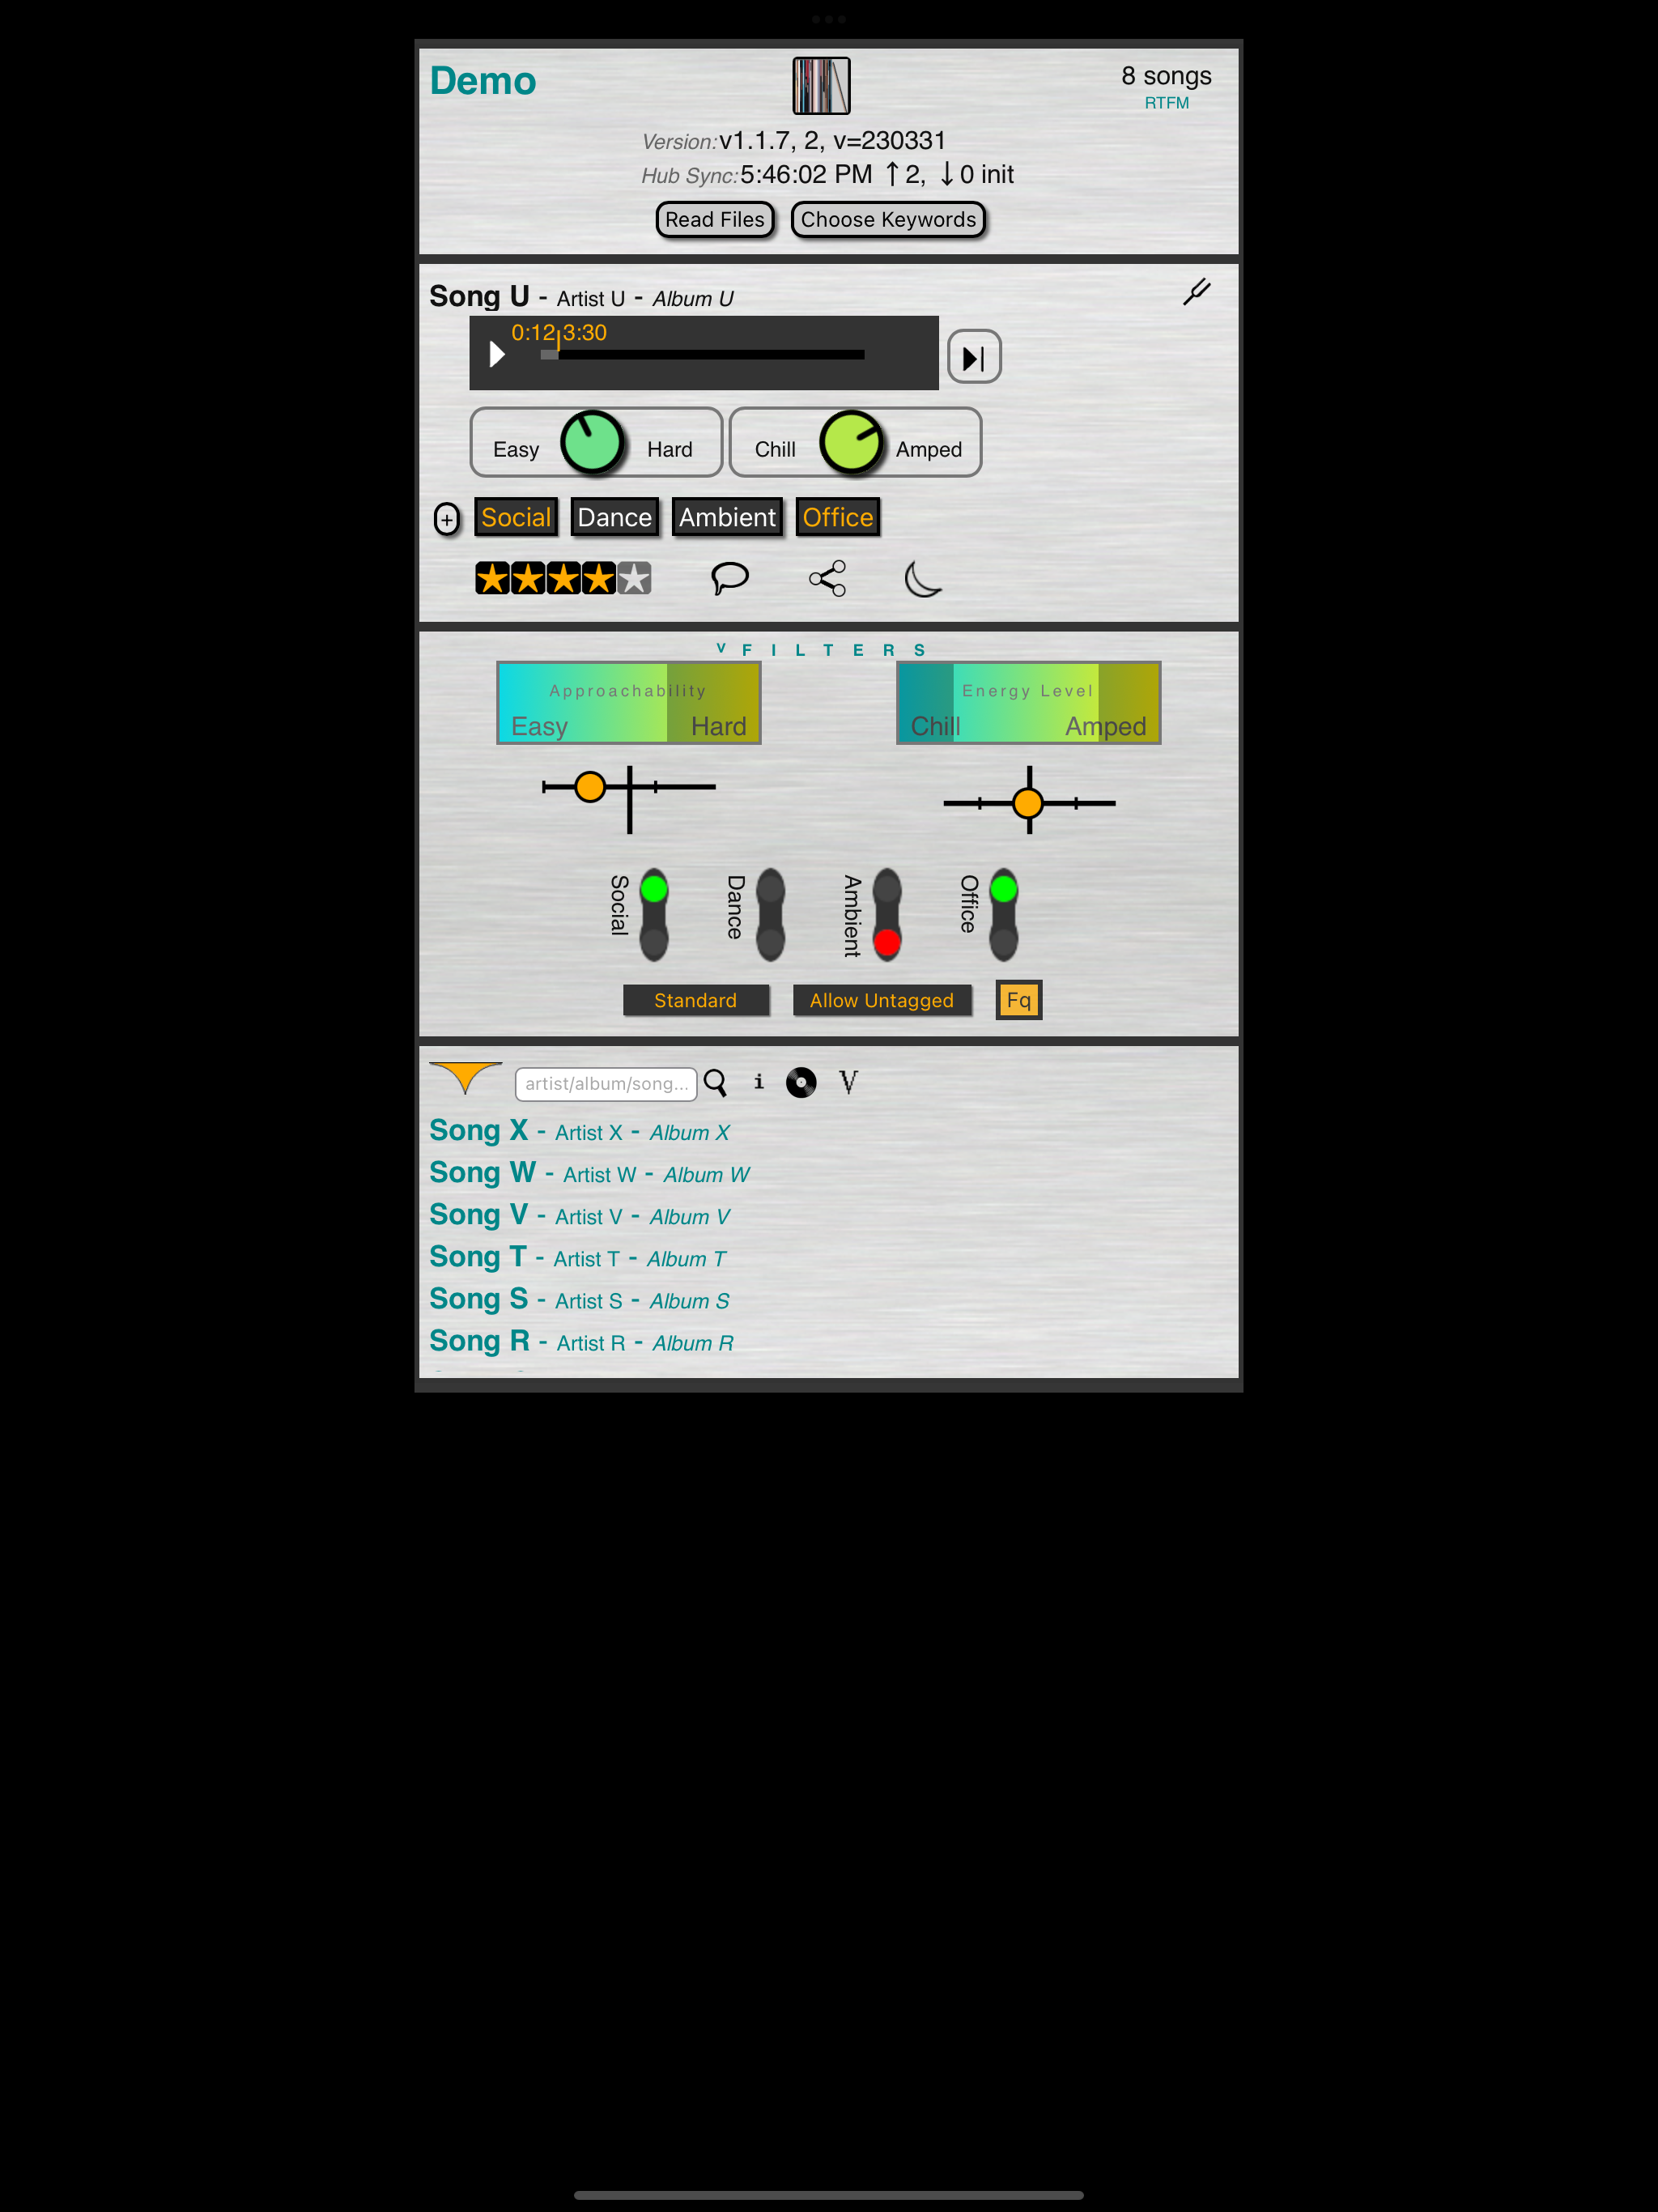 Demo
8 songs
RTFM
Version:v1.1.7, 2, v=230331
Hub Sync:5:46:02 PM ↑2, ↓0 init
Read Files Choose Keywords
Song U - Artist U - Album U
0:12 3:30
Easy Hard Chill Amped
+ Social Dance Ambient Office
V FILTERS
Approachability Energy Level
Easy Hard Chill Amped
Social Dance Ambient Office
Standard Allow Untagged Fq
artist/album/song... i V
Song X - Artist X - Album X
Song W - Artist W - Album W
Song V - Artist V - Album V
Song T - Artist T - Album T
Song S - Artist S - Album S
Song R - Artist R - Album R